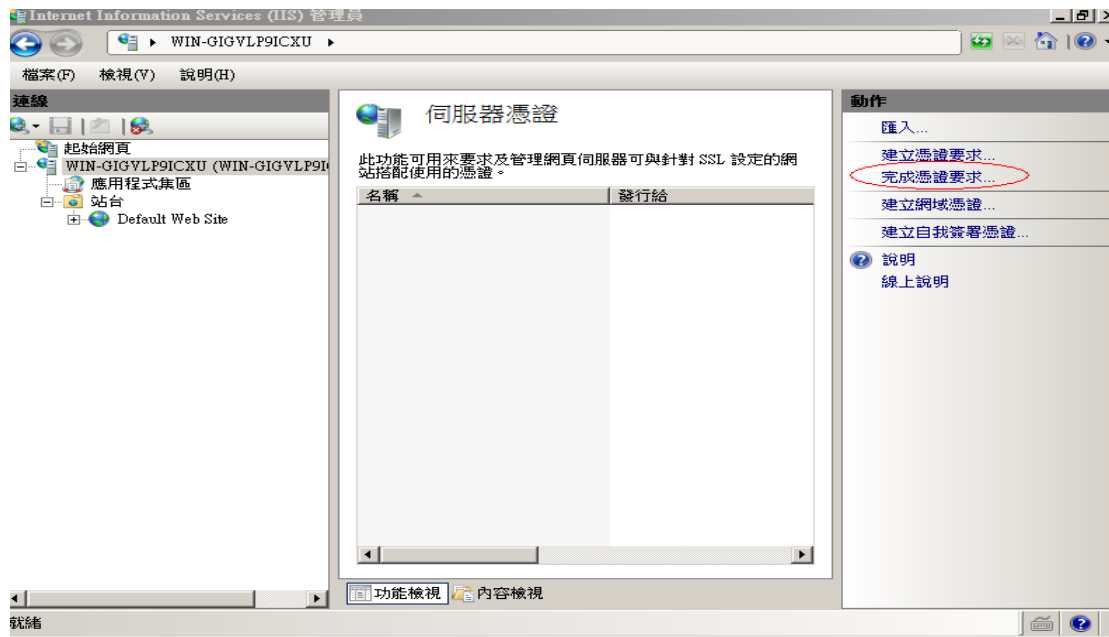 Internet Information Services (IIS) 管理員
WIN-GIGVLP9ICXU
檔案(F) 檢視(V) 說明(H)
連線
起始網頁
WIN-GIGVLP9ICXU (WIN-GIGVLP9I
應用程式集區
站台
Default Web Site
伺服器憑證
此功能可用來要求及管理網頁伺服器可與針對 SSL 設定的網
站搭配使用的憑證。
名稱 發行給
功能檢視 內容檢視
動作
匯入...
建立憑證要求...
完成憑證要求...
建立網域憑證...
建立自我簽署憑證...
說明
線上說明
就緒